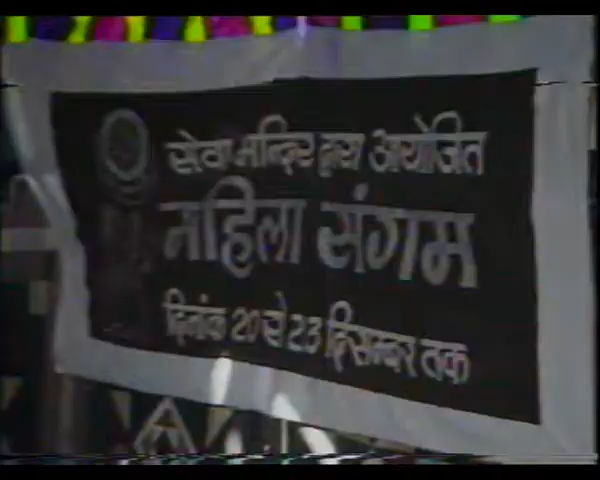 सेवा मन्दिर द्वारा आयोजित
महिला संगम
दिनांक 20 से 23 दिसम्बर तक